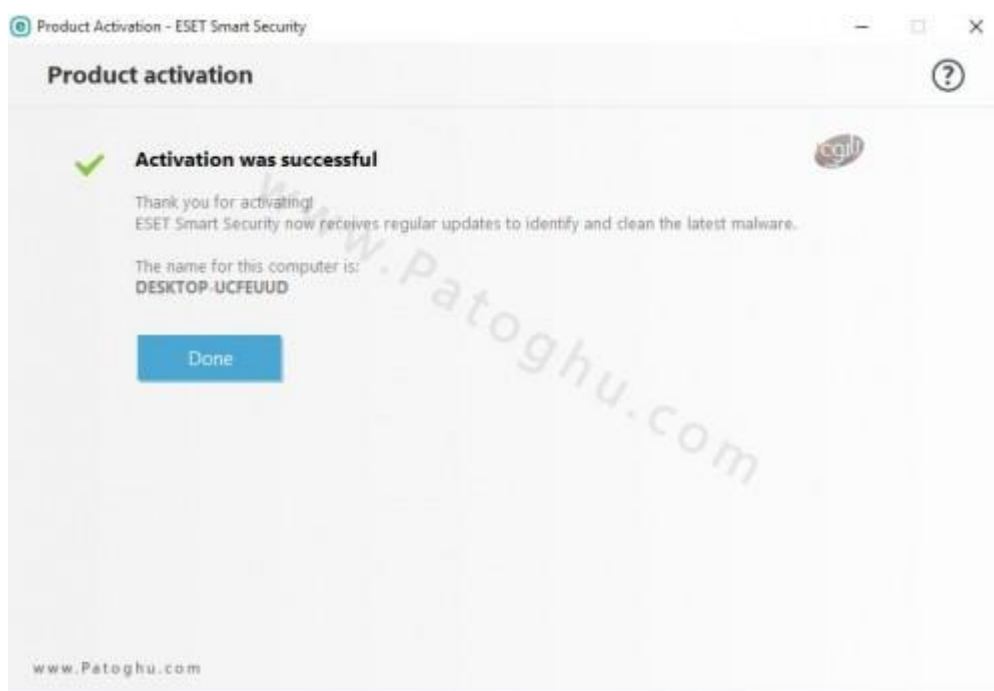 Product Activation - ESET Smart Security
Product activation
Activation was successful
Thank you for activating!
ESET Smart Security now receives regular updates to identify and clean the latest malware.
The name for this computer is:
DESKTOP-UCFEUUD
Done
www.Patoghu.com
www.Patoghu.com